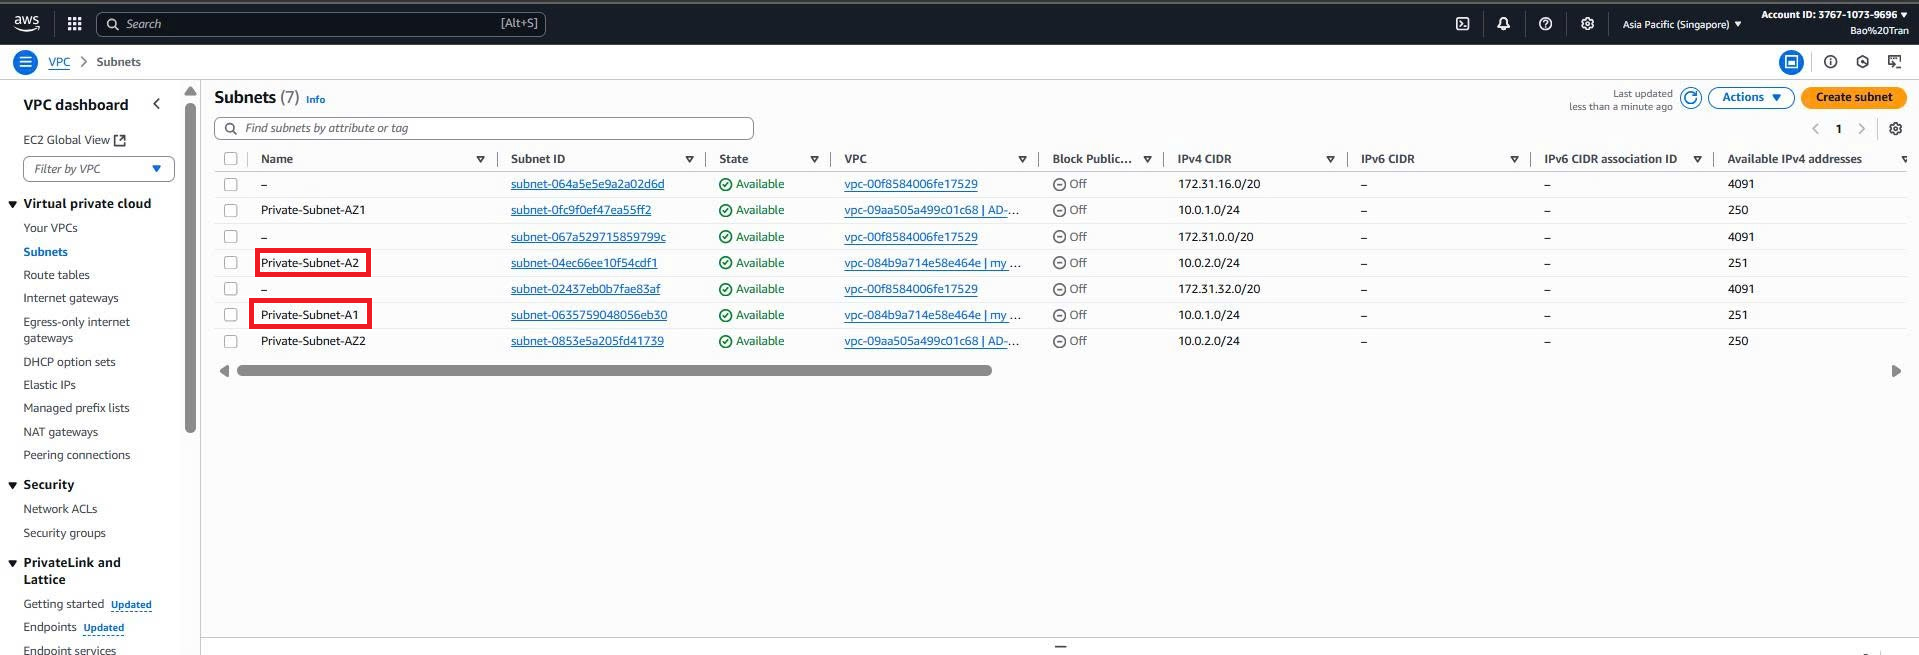 aws
Search [Alt+S] Asia Pacific (Singapore) Account ID: 3767-1073-9696
Bao%20Tran
VPC Subnets
VPC dashboard
EC2 Global View
Filter by VPC
Virtual private cloud
Your VPCs
Subnets
Route tables
Internet gateways
Egress-only internet
gateways
DHCP option sets
Elastic IPs
Managed prefix lists
NAT gateways
Peering connections
Security
Network ACLs
Security groups
PrivateLink and
Lattice
Getting started Updated
Endpoints Updated
Endpoint services
Subnets (7) Info
Last updated
less than a minute ago
Actions
Create subnet
Find subnets by attribute or tag
1
Name Subnet ID State VPC Block Public... IPv4 CIDR IPv6 CIDR IPv6 CIDR association ID Available IPv4 addresses
– subnet-064a5e5e9a2a02d6d Available vpc-00f8584006fe17529 Off 172.31.16.0/20 – – 4091
Private-Subnet-AZ1 subnet-0fc9f0ef47ea55ff2 Available vpc-09aa505a499c01c68 | AD-... Off 10.0.1.0/24 – – 250
– subnet-067a529715859799c Available vpc-00f8584006fe17529 Off 172.31.0.0/20 – – 4091
Private-Subnet-A2 subnet-04ec66ee10f54cdf1 Available vpc-084b9a714e58e464e | my ... Off 10.0.2.0/24 – – 251
– subnet-02437eb0b7fae83af Available vpc-00f8584006fe17529 Off 172.31.32.0/20 – – 4091
Private-Subnet-A1 subnet-0635759048056eb30 Available vpc-084b9a714e58e464e | my ... Off 10.0.1.0/24 – – 251
Private-Subnet-AZ2 subnet-0853e5a205fd41739 Available vpc-09aa505a499c01c68 | AD-... Off 10.0.2.0/24 – – 250